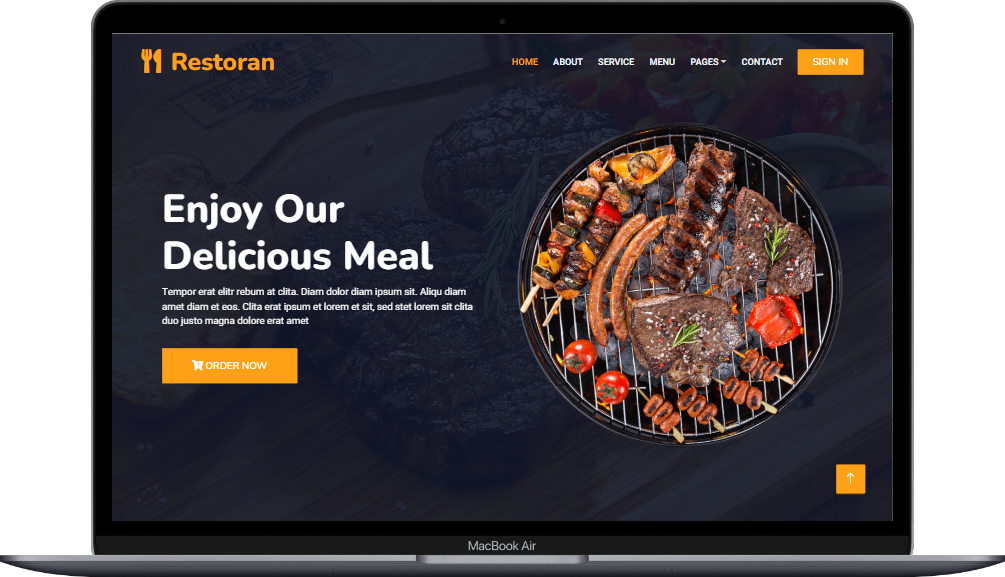 Restoran
HOME ABOUT SERVICE MENU PAGES CONTACT SIGN IN
Enjoy Our
Delicious Meal
Tempor erat elitr rebum at clita. Diam dolor diam ipsum sit. Aliqu diam
amet diam et eos. Clita erat ipsum et lorem et sit, sed stet lorem sit clita
duo justo magna dolore erat amet
ORDER NOW
MacBook Air